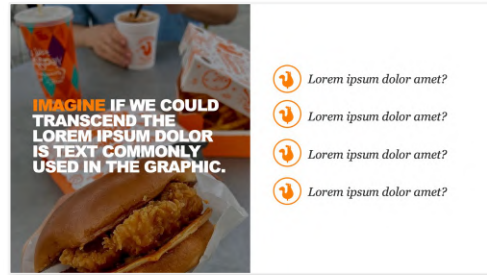 IMAGINE IF WE COULD
TRANSCEND THE
LOREM IPSUM DOLOR
IS TEXT COMMONLY
USED IN THE GRAPHIC.
Lorem ipsum dolor amet?
Lorem ipsum dolor amet?
Lorem ipsum dolor amet?
Lorem ipsum dolor amet?